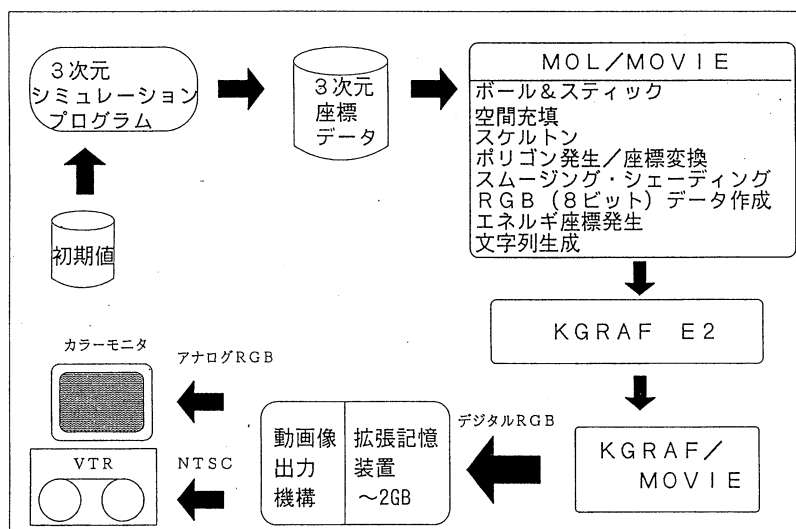 3次元
シミュレーション
プログラム
3次元
座標
データ
MOL/MOVIE
ボール&スティック
空間充填
スケルトン
ポリゴン発生/座標変換
スムージング・シェーディング
RGB(8ビット)データ作成
エネルギ座標発生
文字列生成
初期値
KGRAF E2
カラーモニタ
アナログRGB
動画像
出力
機構
拡張記憶
装置
~2GB
デジタルRGB
KGRAF/
MOVIE
VTR
NTSC